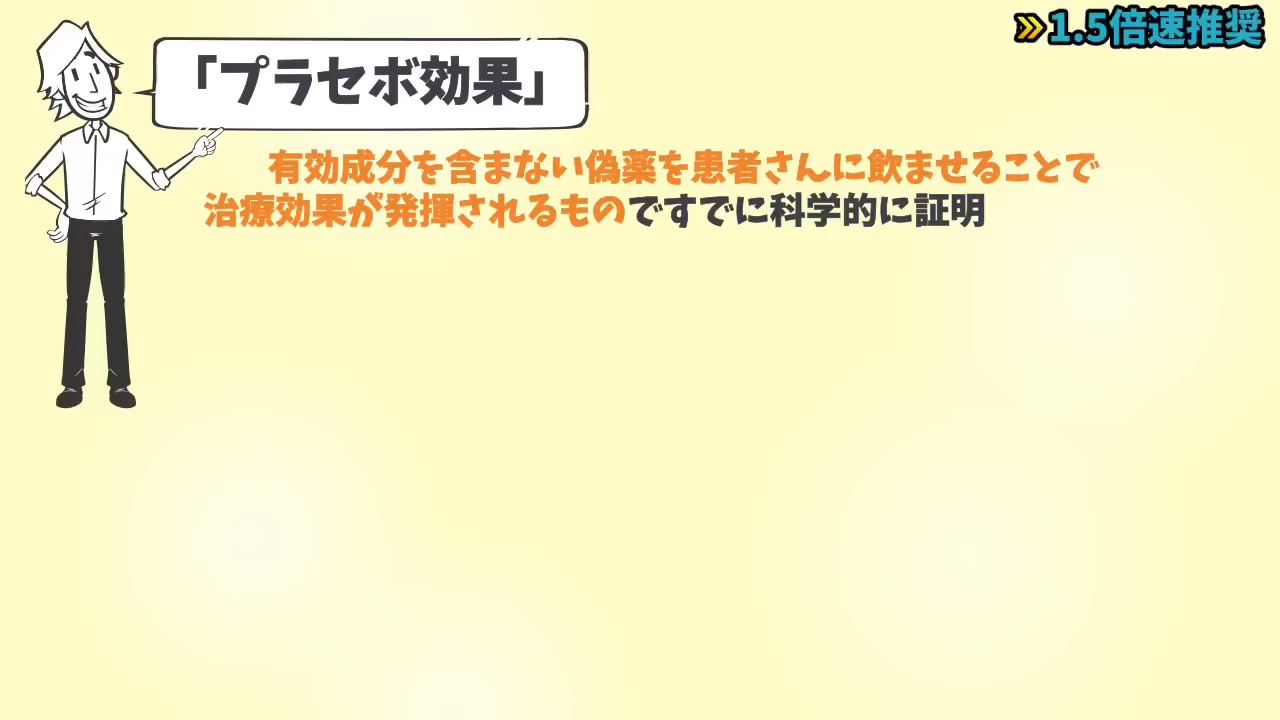 1.5倍速推奨
「プラセボ効果」
有効成分を含まない偽薬を患者さんに飲ませることで
治療効果が発揮されるものですでに科学的に証明